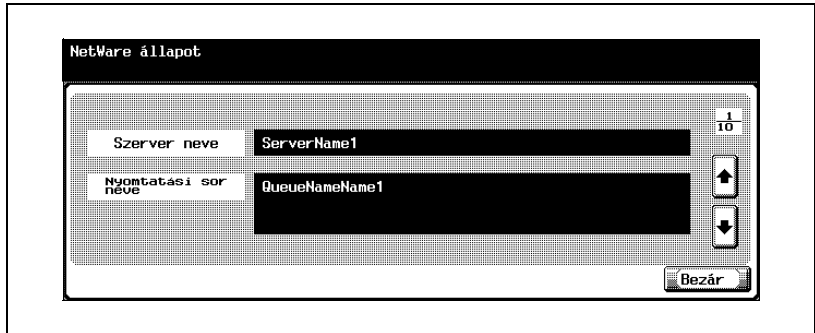 NetWare állapot
1
10
Szerver neve
ServerName1
Nyomtatási sor
neve
QueueNameName1
Bezár